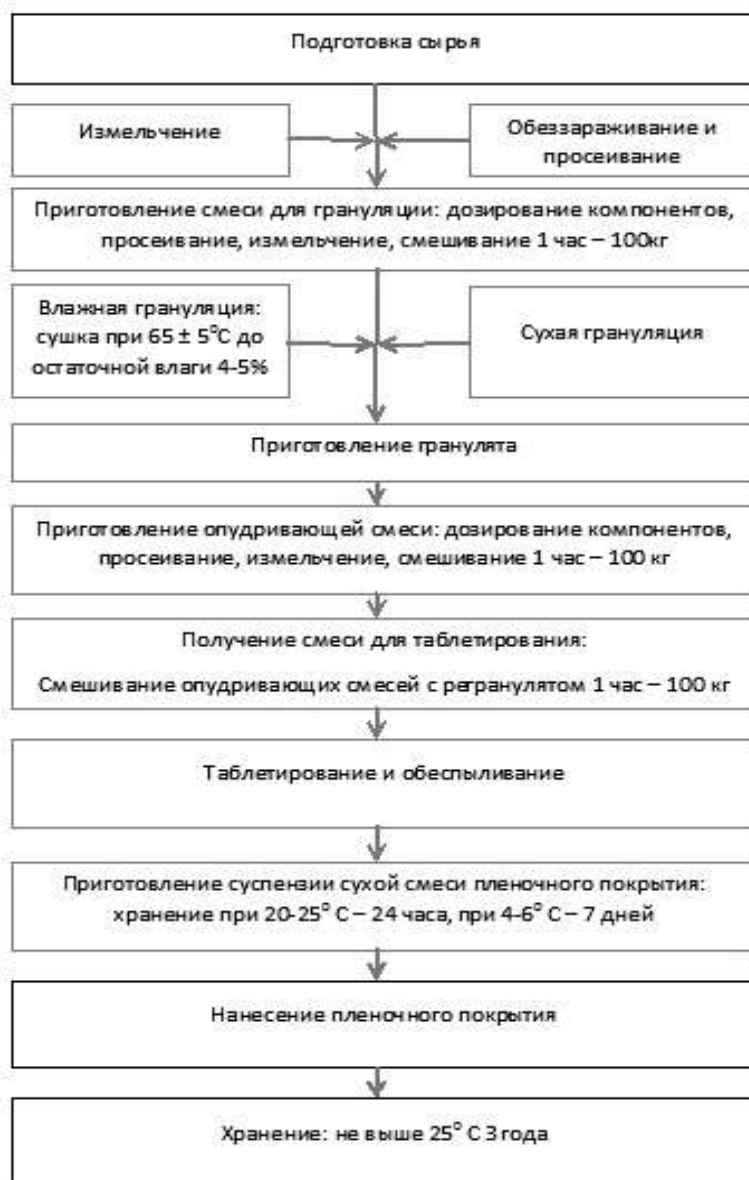 Подготовка сырья
Измельчение
Обеззараживание и
просеивание
Приготовление смеси для грануляции: дозирование компонентов,
просеивание, измельчение, смешивание 1 час – 100кг
Влажная грануляция:
сушка при 65 ± 5°С до
остаточной влаги 4-5%
Сухая грануляция
Приготовление гранулята
Приготовление опудривающей смеси: дозирование компонентов,
просеивание, измельчение, смешивание 1 час – 100 кг
Получение смеси для таблетирования:
Смешивание опудривающих смесей с регранулятом 1 час – 100 кг
Таблетирование и обеспыливание
Приготовление суспензии сухой смеси пленочного покрытия:
хранение при 20-25° С – 24 часа, при 4-6° С – 7 дней
Нанесение пленочного покрытия
Хранение: не выше 25° С 3 года